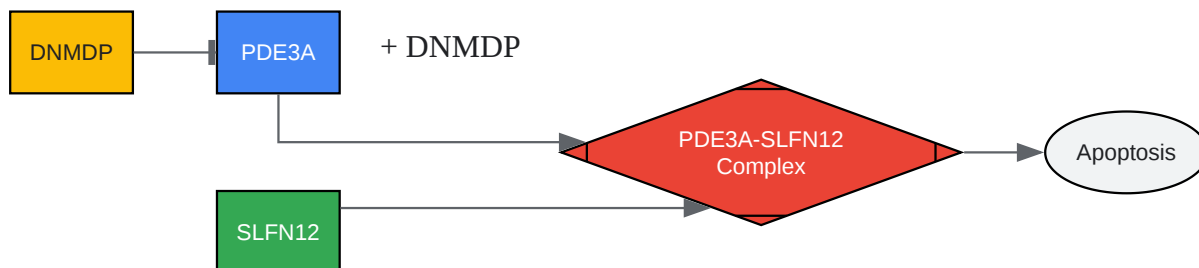 DNMDP
PDE3A
+ DNMDP
PDE3A-SLFN12
Complex
Apoptosis
SLFN12